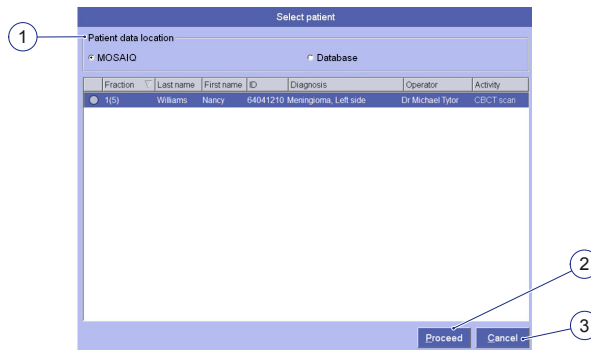 Select patient
1
Patient data location
MOSAIQ Database
Fraction Last name First name ID Diagnosis Operator Activity
1(5) Williams Nancy 64041210 Meningioma, Left side Dr Michael Tylor CBCT scan
2
Proceed Cancel
3